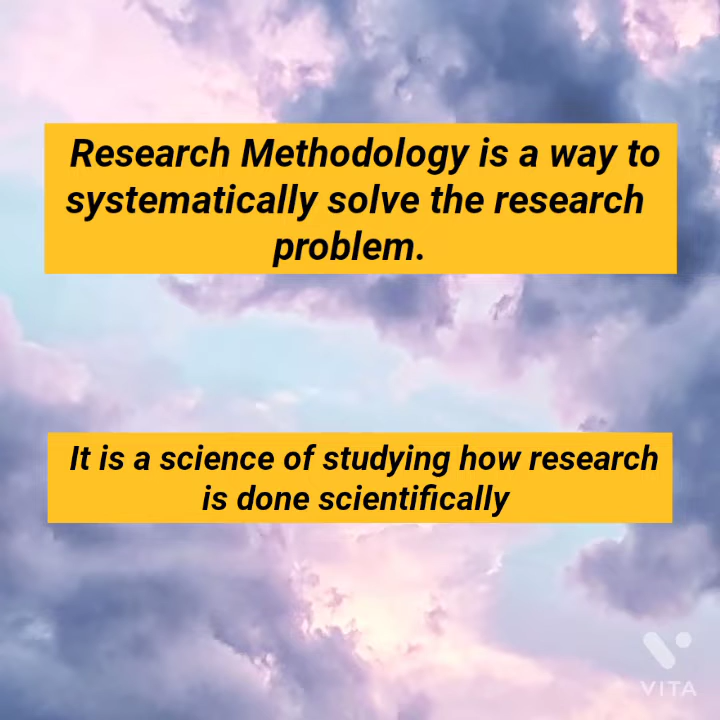 Research Methodology is a way to
systematically solve the research
problem.
It is a science of studying how research
is done scientifically
VITA